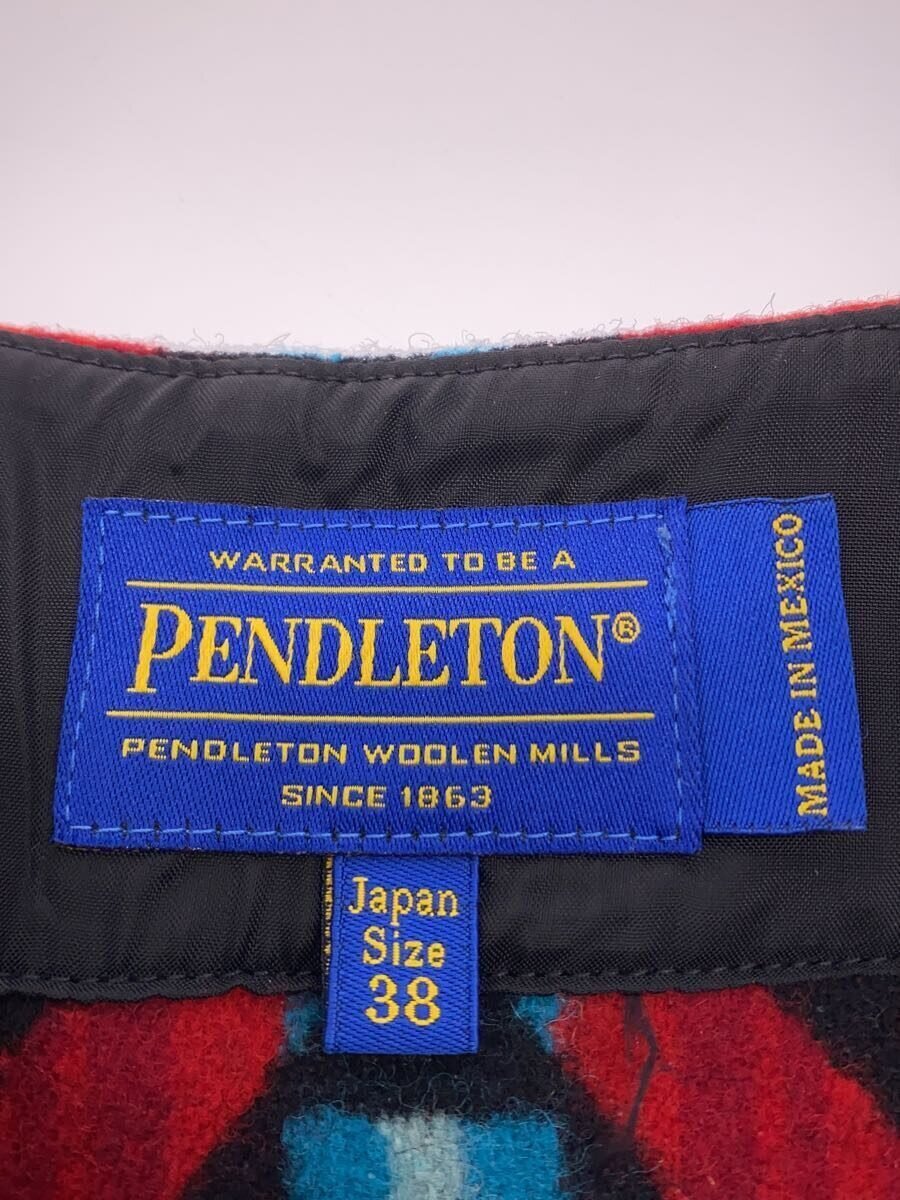 WARRANTED TO BE A
PENDLETON®
PENDLETON WOOLEN MILLS
SINCE 1863
MADE IN MEXICO
Japan
Size
38